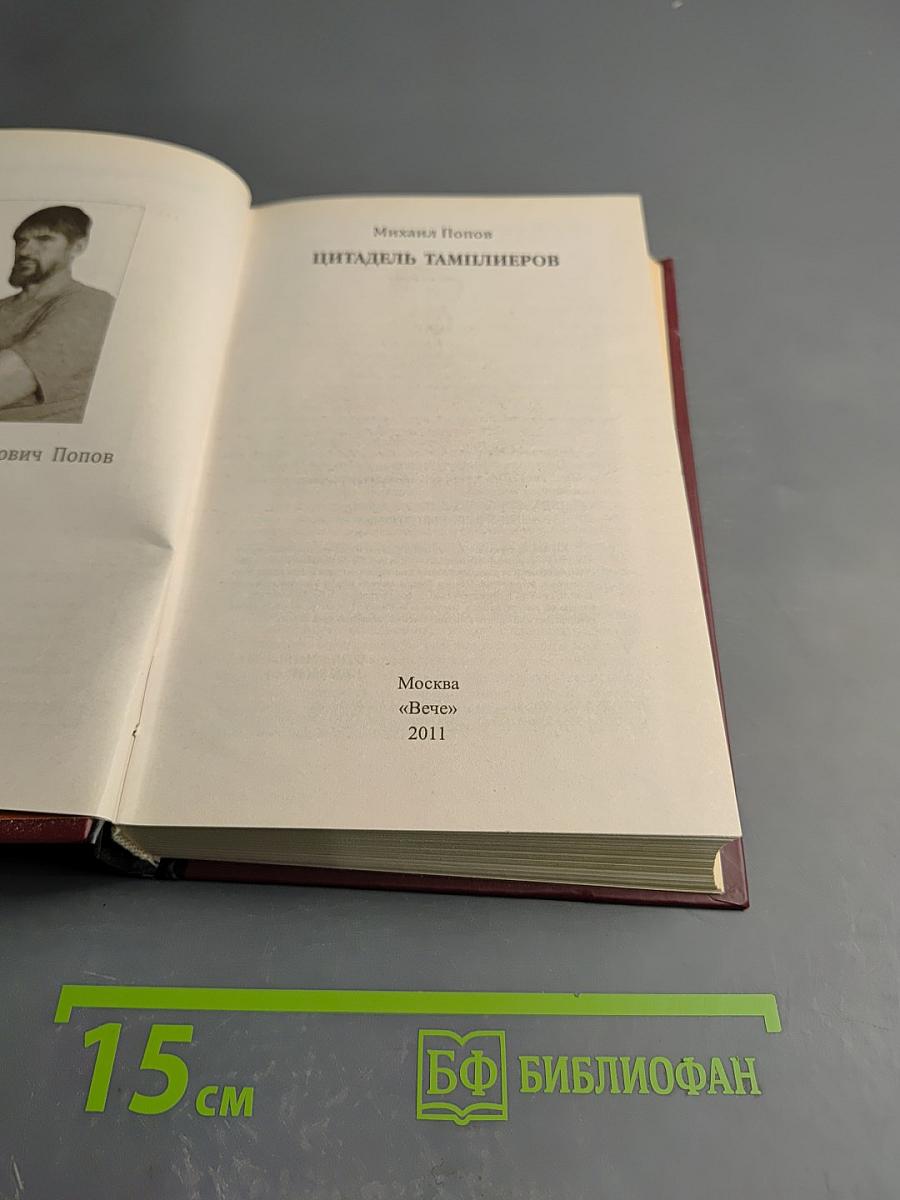 ович Попов
Михаил Попов
ЦИТАДЕЛЬ ТАМПЛИЕРОВ
Москва
«Вече»
2011
15 см
БФ БИБЛИОФАН